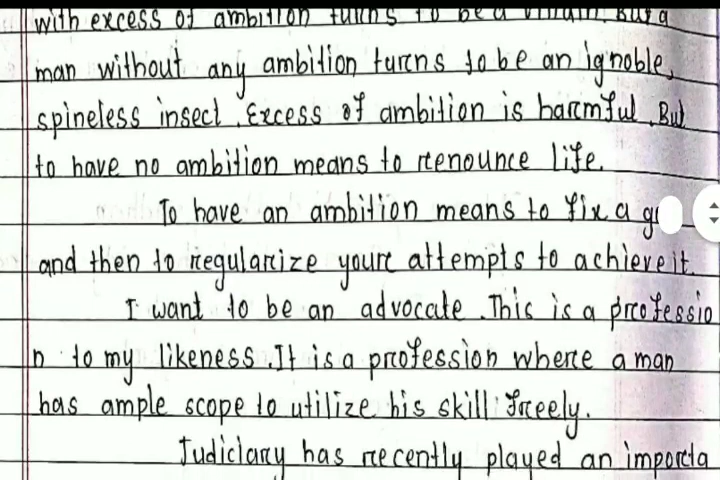 with excess of ambition turns to be a villain. But a
man without any ambition turns to be an ignoble,
spineless insect. Excess of ambition is harmful. But
to have no ambition means to renounce life.
To have an ambition means to fix a
and then to regularize your attempts to achieve it.
I want to be an advocate. This is a professio
n to my likeness. It is a profession where a man
has ample scope to utilize his skill freely.
Judiciary has recently played an importa